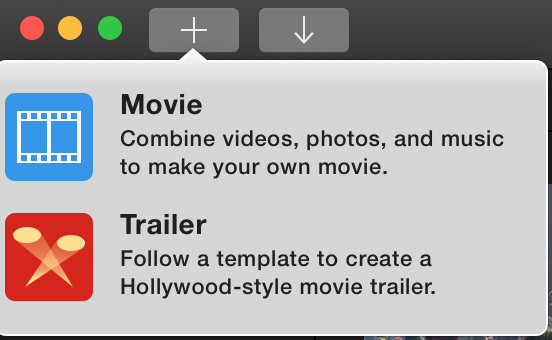 Movie
Combine videos, photos, and music
to make your own movie.
Trailer
Follow a template to create a
Hollywood-style movie trailer.